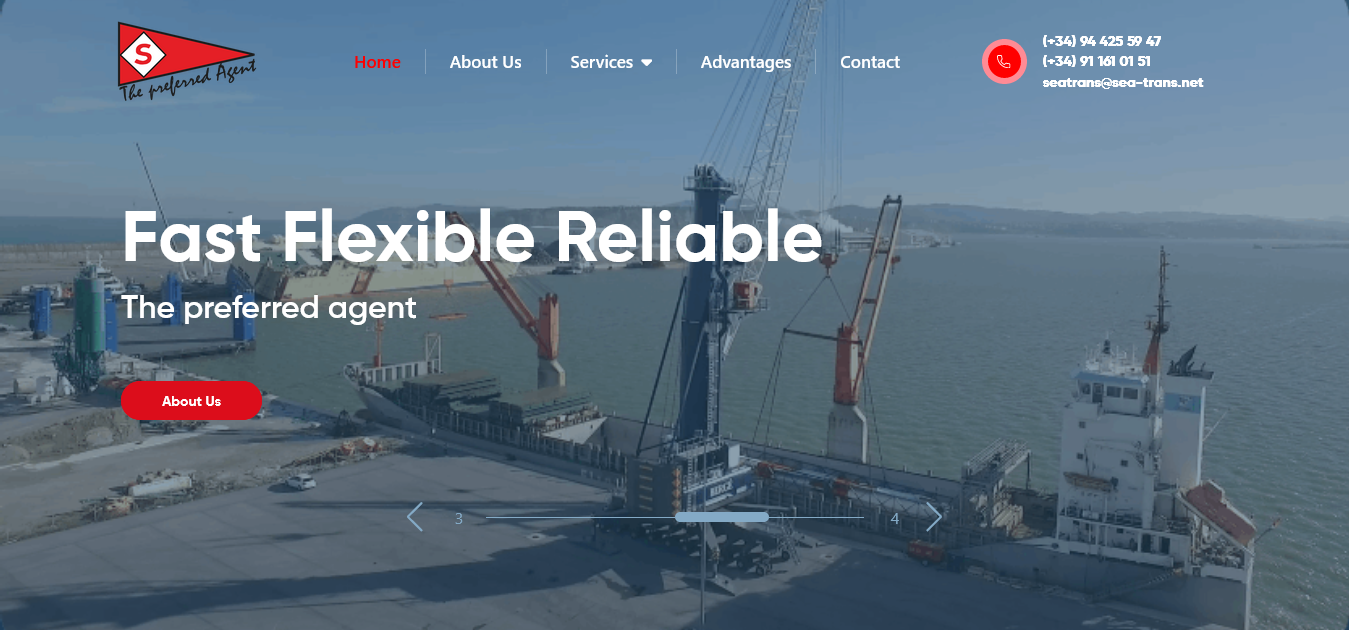 S
The preferred Agent
Home
About Us
Services
Advantages
Contact
(+34) 94 425 59 47
(+34) 91 161 01 51
seatrans@sea-trans.net
Fast Flexible Reliable
The preferred agent
About Us
BERGÉ
3
4